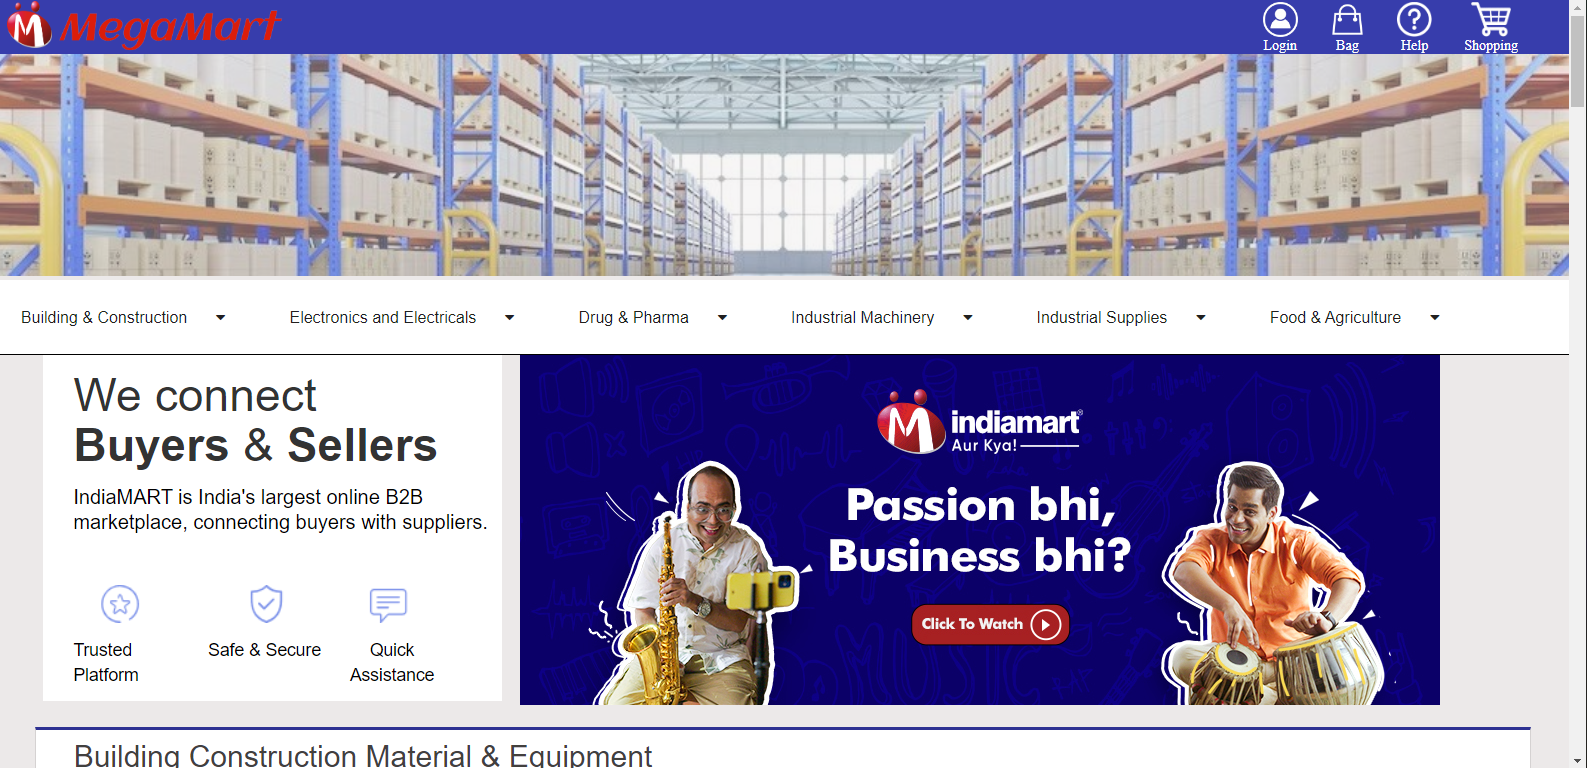 MegaMart
Login
Bag
Help
Shopping
Building & Construction
Electronics and Electricals
Drug & Pharma
Industrial Machinery
Industrial Supplies
Food & Agriculture
We connect
Buyers & Sellers
IndiaMART is India's largest online B2B
marketplace, connecting buyers with suppliers.
Trusted
Platform
Safe & Secure
Quick
Assistance
indiamart®
Aur Kya!
Passion bhi,
Business bhi?
Click To Watch
Building Construction Material & Equipment